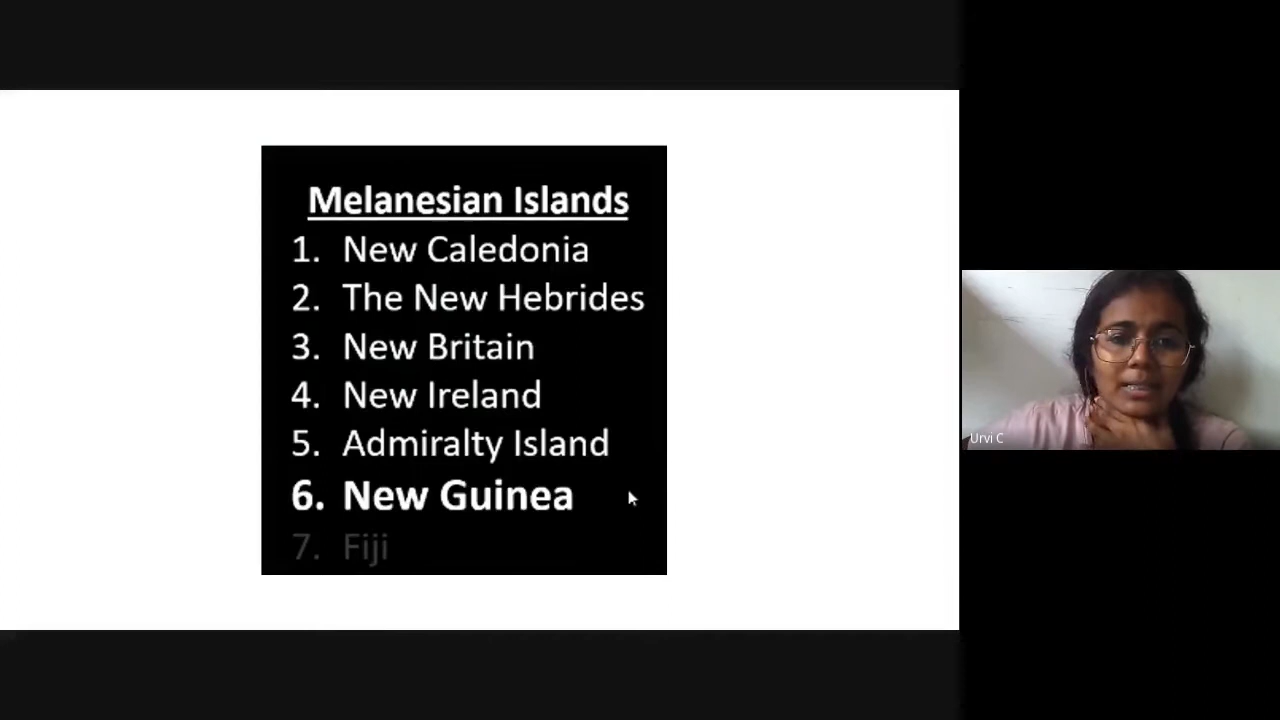 Melanesian Islands
1. New Caledonia
2. The New Hebrides
3. New Britain
4. New Ireland
5. Admiralty Island
6. New Guinea
7. Fiji
Urvi C